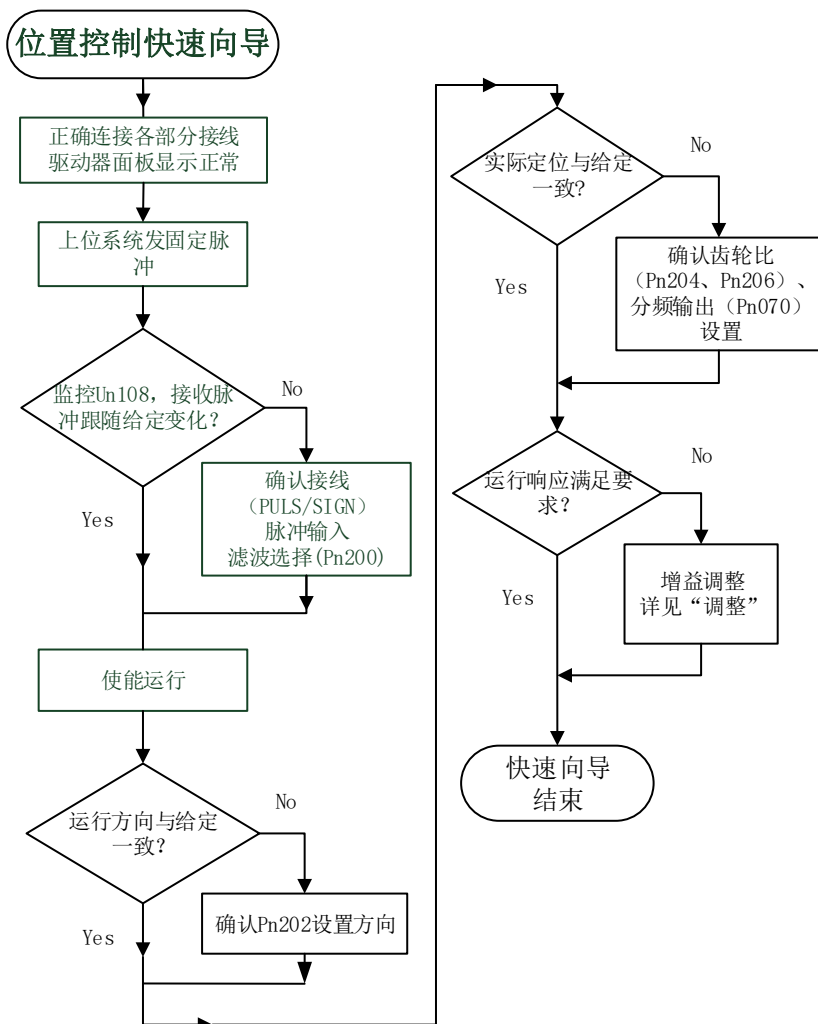 位置控制快速向导
正确连接各部分接线
驱动器面板显示正常
上位系统发固定脉
冲
监控Un108，接收脉
冲跟随给定变化？
No
Yes
确认接线
（PULS/SIGN）
脉冲输入
滤波选择(Pn200)
使能运行
运行方向与给定
一致？
No
Yes
确认Pn202设置方向
实际定位与给定
一致？
No
Yes
确认齿轮比
（Pn204、Pn206）、
分频输出（Pn070）
设置
运行响应满足要
求？
No
Yes
增益调整
详见“调整”
快速向导
结束